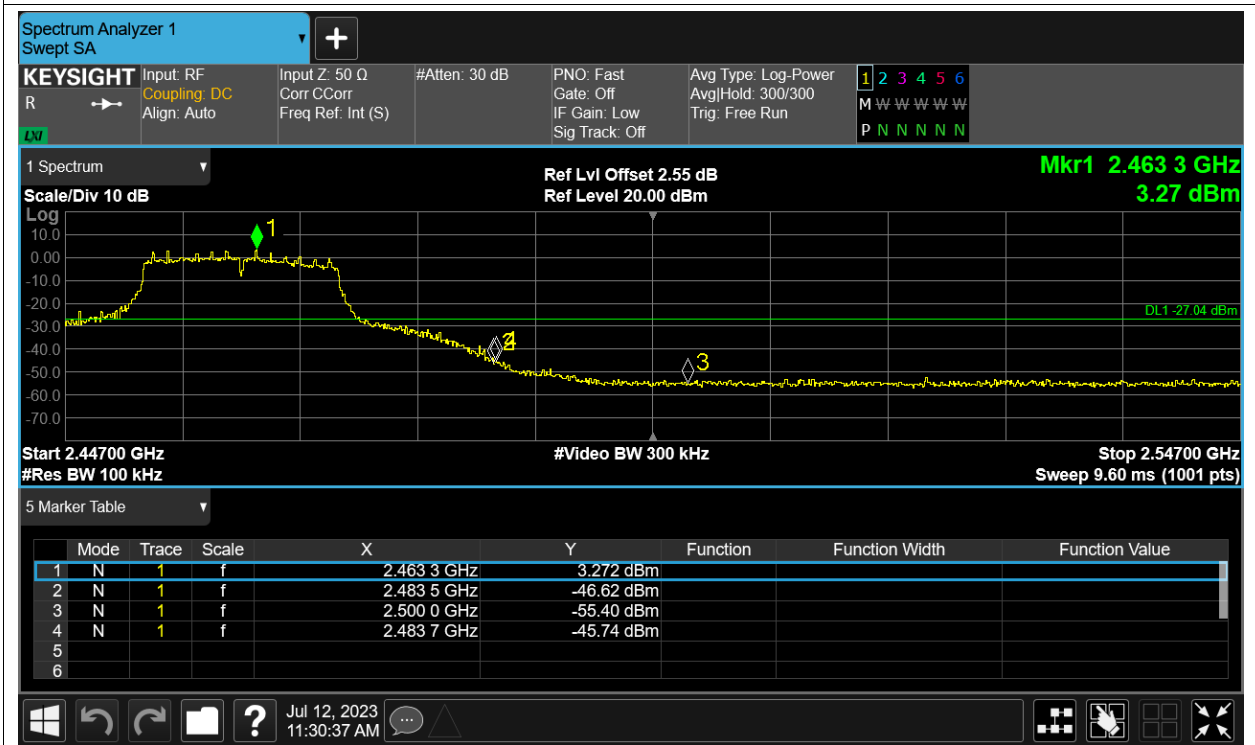 Spectrum Analyzer 1
Swept SA
KEYSIGHT
R
LXI
Input: RF
Coupling: DC
Align: Auto
Input Z: 50 Ω
Corr CCorr
Freq Ref: Int (S)
#Atten: 30 dB
PNO: Fast
Gate: Off
IF Gain: Low
Sig Track: Off
Avg Type: Log-Power
Avg|Hold: 300/300
Trig: Free Run
1 2 3 4 5 6
M W W W W W
P N N N N N
1 Spectrum
Scale/Div 10 dB
Ref Lvl Offset 2.55 dB
Ref Level 20.00 dBm
Mkr1 2.463 3 GHz
3.27 dBm
Log
10.0
0.00
-10.0
-20.0
-30.0
-40.0
-50.0
-60.0
-70.0
1
3
DL1 -27.04 dBm
Start 2.44700 GHz
#Video BW 300 kHz
Stop 2.54700 GHz
#Res BW 100 kHz
Sweep 9.60 ms (1001 pts)
5 Marker Table
Mode Trace Scale X Y Function Function Width Function Value
1 N 1 f 2.463 3 GHz 3.272 dBm
2 N 1 f 2.483 5 GHz -46.62 dBm
3 N 1 f 2.500 0 GHz -55.40 dBm
4 N 1 f 2.483 7 GHz -45.74 dBm
5
6
?
Jul 12, 2023
11:30:37 AM